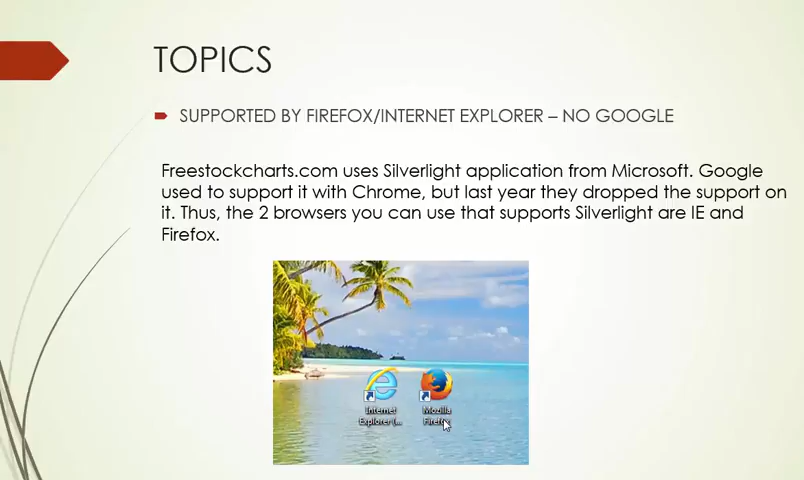 TOPICS
SUPPORTED BY FIREFOX/INTERNET EXPLORER – NO GOOGLE
Freestockcharts.com uses Silverlight application from Microsoft. Google
used to support it with Chrome, but last year they dropped the support on
it. Thus, the 2 browsers you can use that supports Silverlight are IE and
Firefox.
Internet Mozilla
Explorer (... Firefox